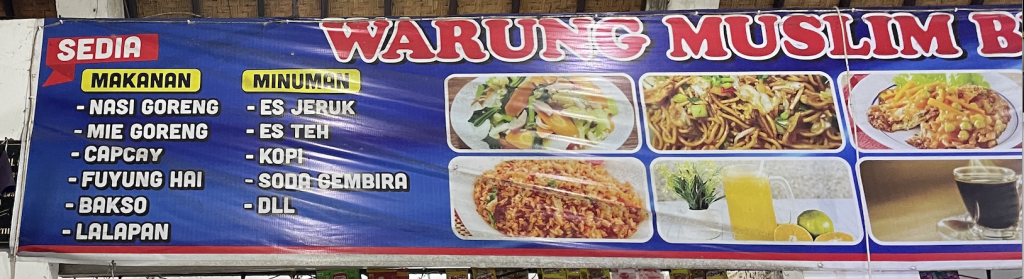 WARUNG MUSLIM B
SEDIA
MAKANAN
- NASI GORENG
- MIE GORENG
- CAPCAY
- FUYUNG HAI
- BAKSO
- LALAPAN
MINUMAN
- ES JERUK
- ES TEH
- KOPI
- SODA GEMBIRA
- DLL